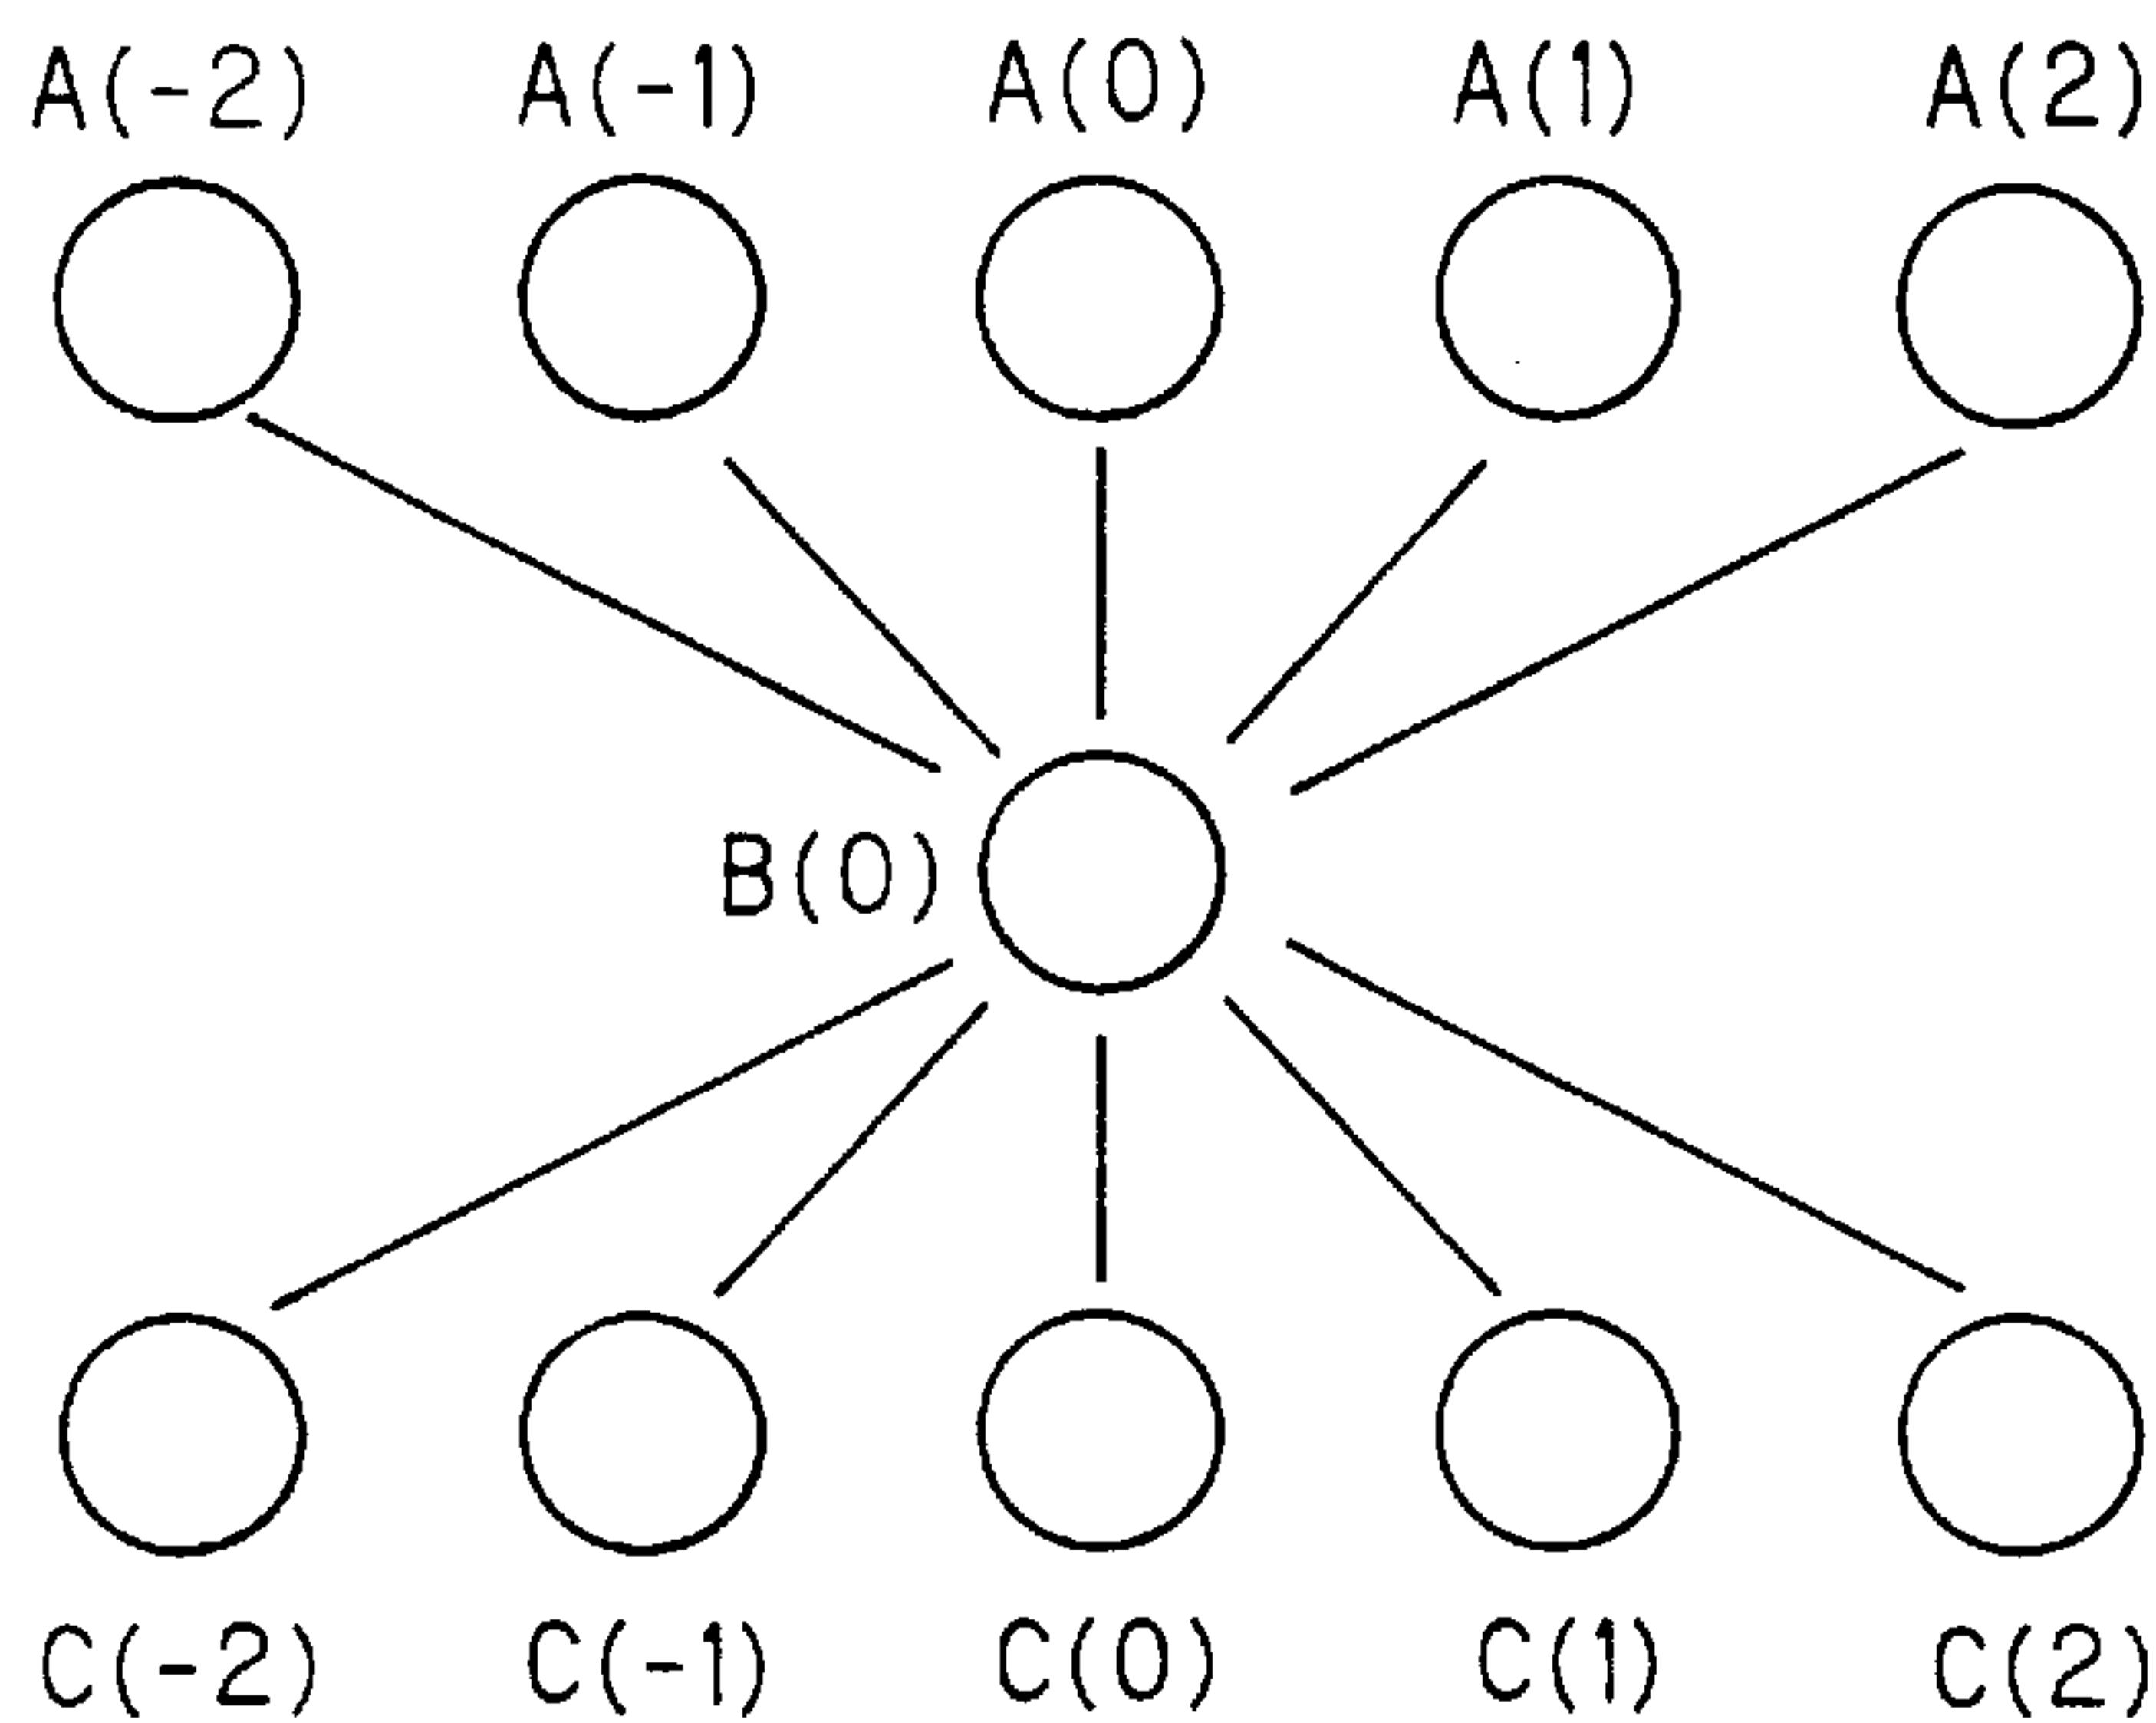 A(-2) A(-1) A(0) A(1) A(2)
B(0)
C(-2) C(-1) C(0) C(1) C(2)